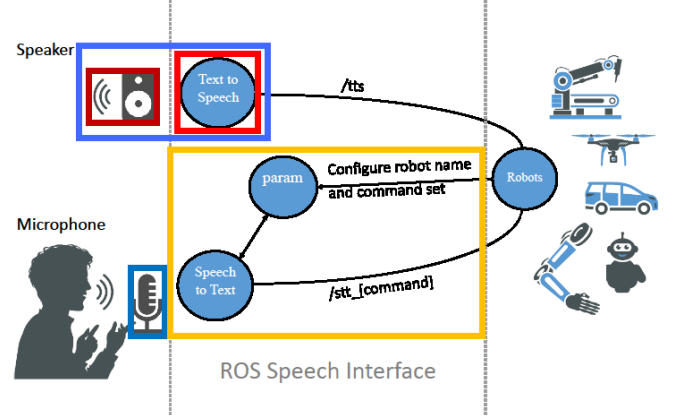 Speaker
Text to
Speech
/tts
param
Configure robot name
and command set
Robots
Microphone
Speech
to Text
/stt_[command]
ROS Speech Interface